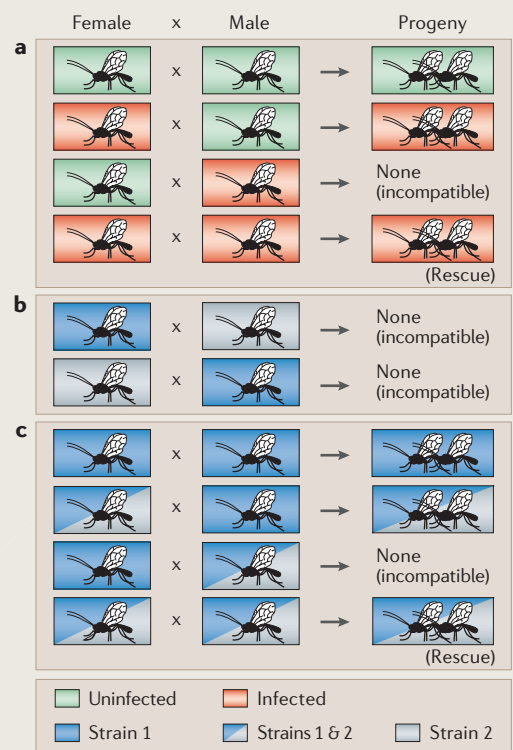 Female x Male Progeny
a
x
x
x None
(incompatible)
x
(Rescue)
b
x None
(incompatible)
x None
(incompatible)
c
x
x
x None
(incompatible)
x
(Rescue)
Uninfected Infected
Strain 1 Strains 1 & 2 Strain 2